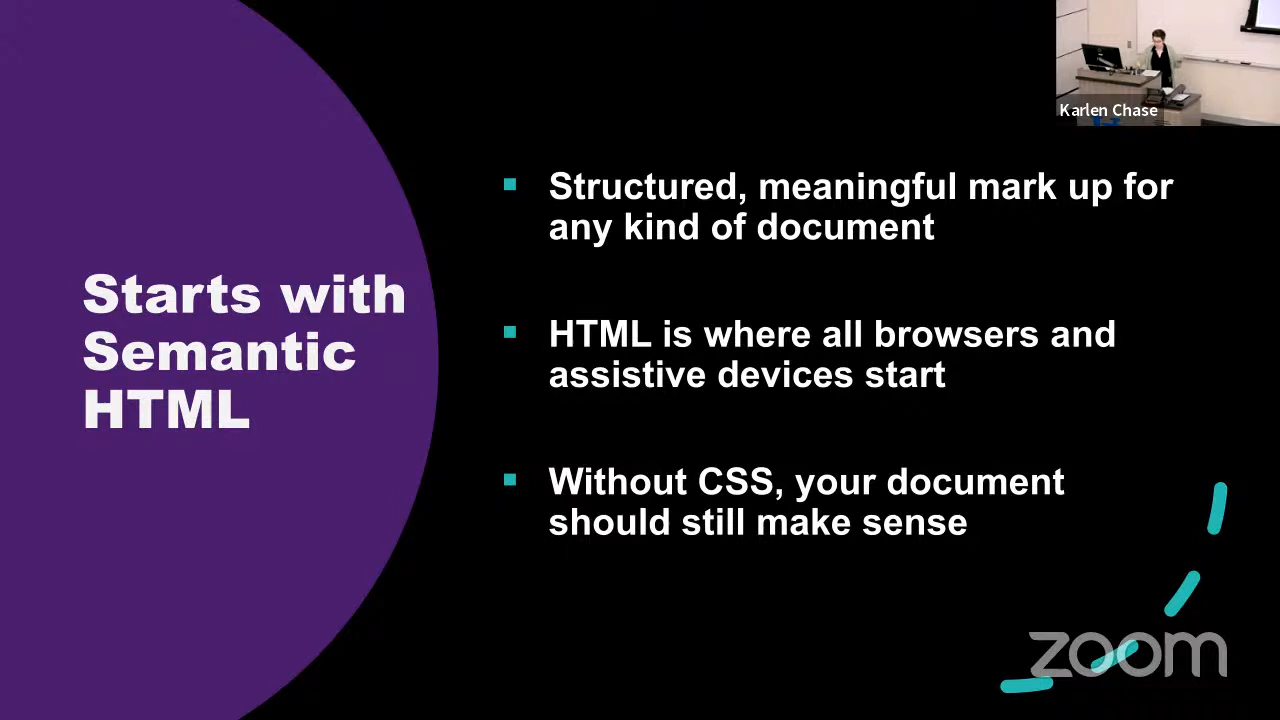 Karlen Chase
Starts with
Semantic
HTML
Structured, meaningful mark up for
any kind of document
HTML is where all browsers and
assistive devices start
Without CSS, your document
should still make sense
zoom